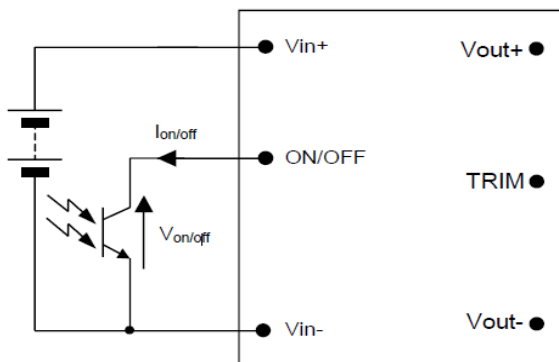 Vin+
Vout+
Ion/off
ON/OFF
TRIM
Von/off
Vin-
Vout-